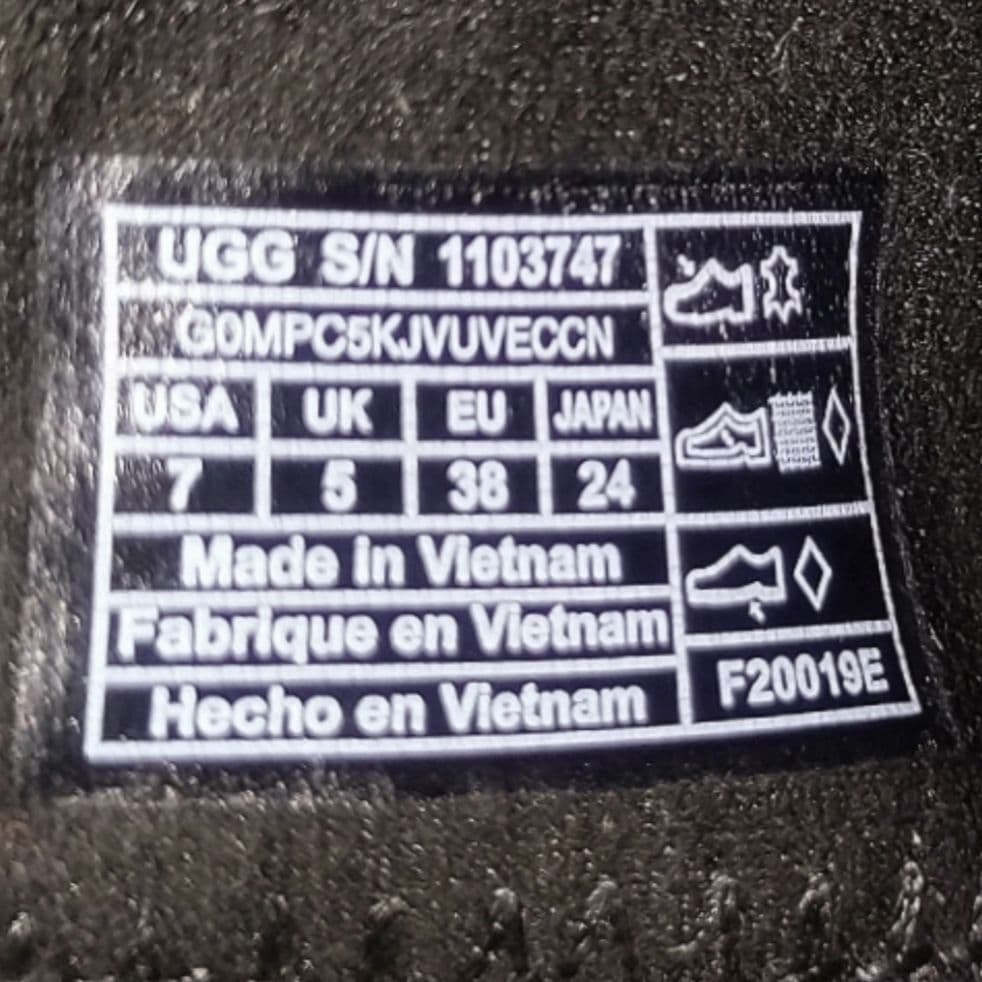 UGG S/N 1103747
G0MPC5KJVUVECCN
USA UK EU JAPAN
7 5 38 24
Made in Vietnam
Fabrique en Vietnam
Hecho en Vietnam
F20019E